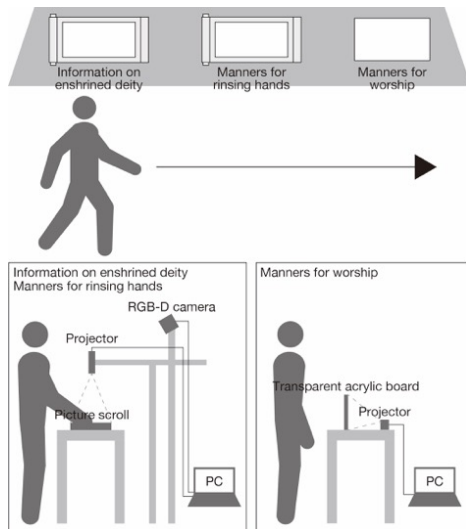 Information on
enshrined deity
Manners for
rinsing hands
Manners for
worship
Information on enshrined deity
Manners for rinsing hands
RGB-D camera
Projector
Picture scroll
PC
Manners for worship
Transparent acrylic board
Projector
PC